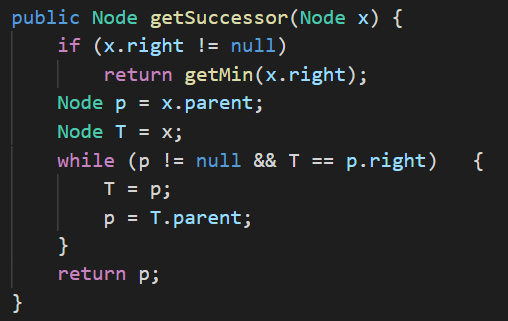 public Node getSuccessor(Node x) {
    if (x.right != null)
        return getMin(x.right);
    Node p = x.parent;
    Node T = x;
    while (p != null && T == p.right)   {
        T = p;
        p = T.parent;
    }
    return p;
}